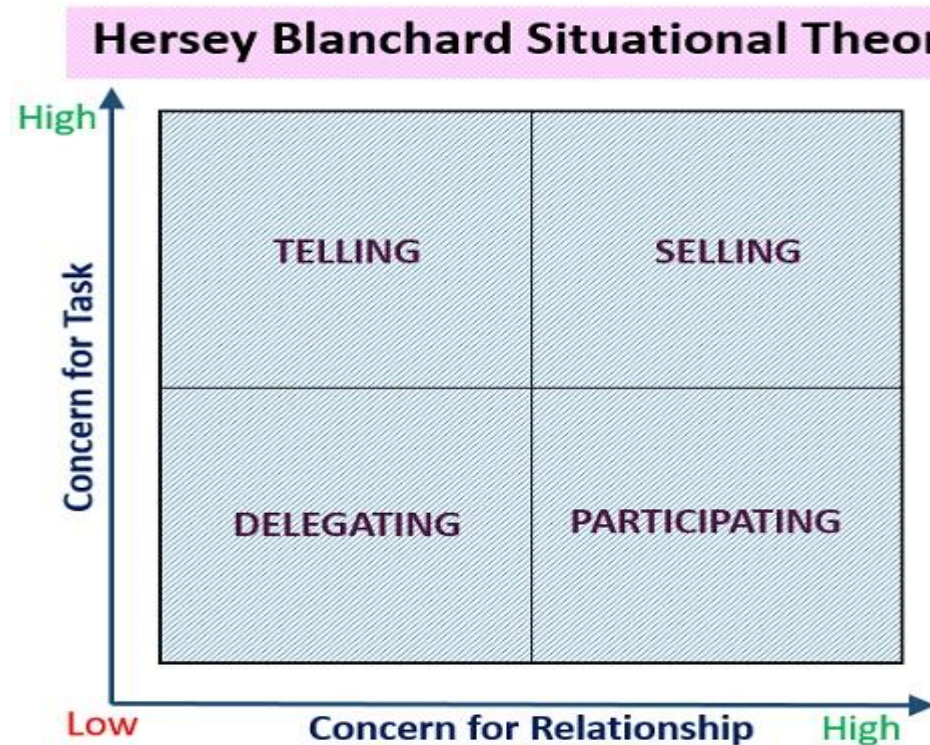 Hersey Blanchard Situational Theor
High
TELLING
SELLING
Concern for Task
DELEGATING
PARTICIPATING
Low
Concern for Relationship
High